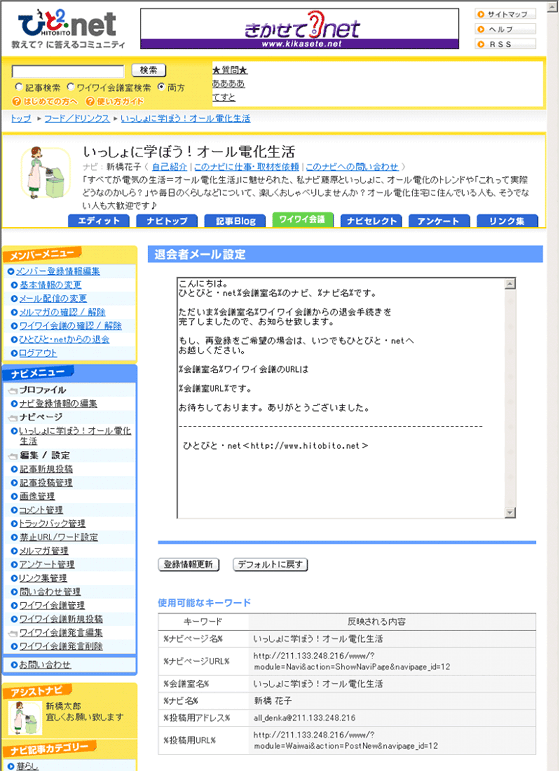 ひと2.net
HITOBITO
教えて？に答えるコミュニティ
きかせて?net
www.kikasete.net
サイトマップ
ヘルプ
RSS
検索
記事検索 ワイワイ会議室検索 両方
はじめての方へ 使い方ガイド
★質問★
ああああ
てすと
トップ ▸ フード／ドリンクス ▸ いっしょに学ぼう！オール電化生活
いっしょに学ぼう！オール電化生活
ナビ：新橋花子（ 自己紹介 | このナビに仕事・取材を依頼 | このナビへの問い合わせ ）
「すべてが電気の生活＝オール電化生活」に魅せられた、私ナビ藤原といっしょに、オール電化のトレンドや「これって実際
どうなのかしら？」や毎日のくらしなどについて、楽しくおしゃべりしませんか？オール電化住宅に住んでいる人も、そうでな
い人も大歓迎です♪
エディット
ナビトップ
記事Blog
ワイワイ会議
ナビセレクト
アンケート
リンク集
メンバーメニュー
メンバー登録情報編集
基本情報の変更
メール配信の変更
メルマガの確認／解除
ワイワイ会議の確認／解除
ひとびと・netからの退会
ログアウト
ナビメニュー
プロファイル
ナビ登録情報の編集
ナビページ
いっしょに学ぼう！オール電化
生活
編集／設定
記事新規投稿
記事投稿管理
画像管理
コメント管理
トラックバック管理
禁止URL/ワード設定
メルマガ管理
アンケート管理
リンク集管理
問い合わせ管理
ワイワイ会議管理
ワイワイ会議新規投稿
ワイワイ会議発言編集
ワイワイ会議発言削除
お問い合わせ
アシストナビ
新橋太郎
宜しくお願い致します
ナビ記事カテゴリー
暮らし
退会者メール設定
こんにちは。
ひとびと・net%会議室名%のナビ、%ナビ名%です。
ただいま%会議室名%ワイワイ会議からの退会手続きを
完了しましたので、お知らせ致します。
もし、再登録をご希望の場合は、いつでもひとびと・netへ
お越しください。
%会議室名%ワイワイ会議のURLは
%会議室URL%です。
お待ちしております。ありがとうございました。
------------------------------------------------------------
ひとびと・net＜http://www.hitobito.net＞
登録情報更新
デフォルトに戻す
使用可能なキーワード
キーワード 反映される内容
%ナビページ名% いっしょに学ぼう！オール電化生活
%ナビページURL% http://211.133.248.216/www/?
module=Navi&action=ShowNaviPage&navipage_id=12
%会議室名% いっしょに学ぼう！オール電化生活
%ナビ名% 新橋 花子
%投稿用アドレス% all_denka@211.133.248.216
%投稿用URL% http://211.133.248.216/www/?
module=Waiwai&action=PostNew&navipage_id=12